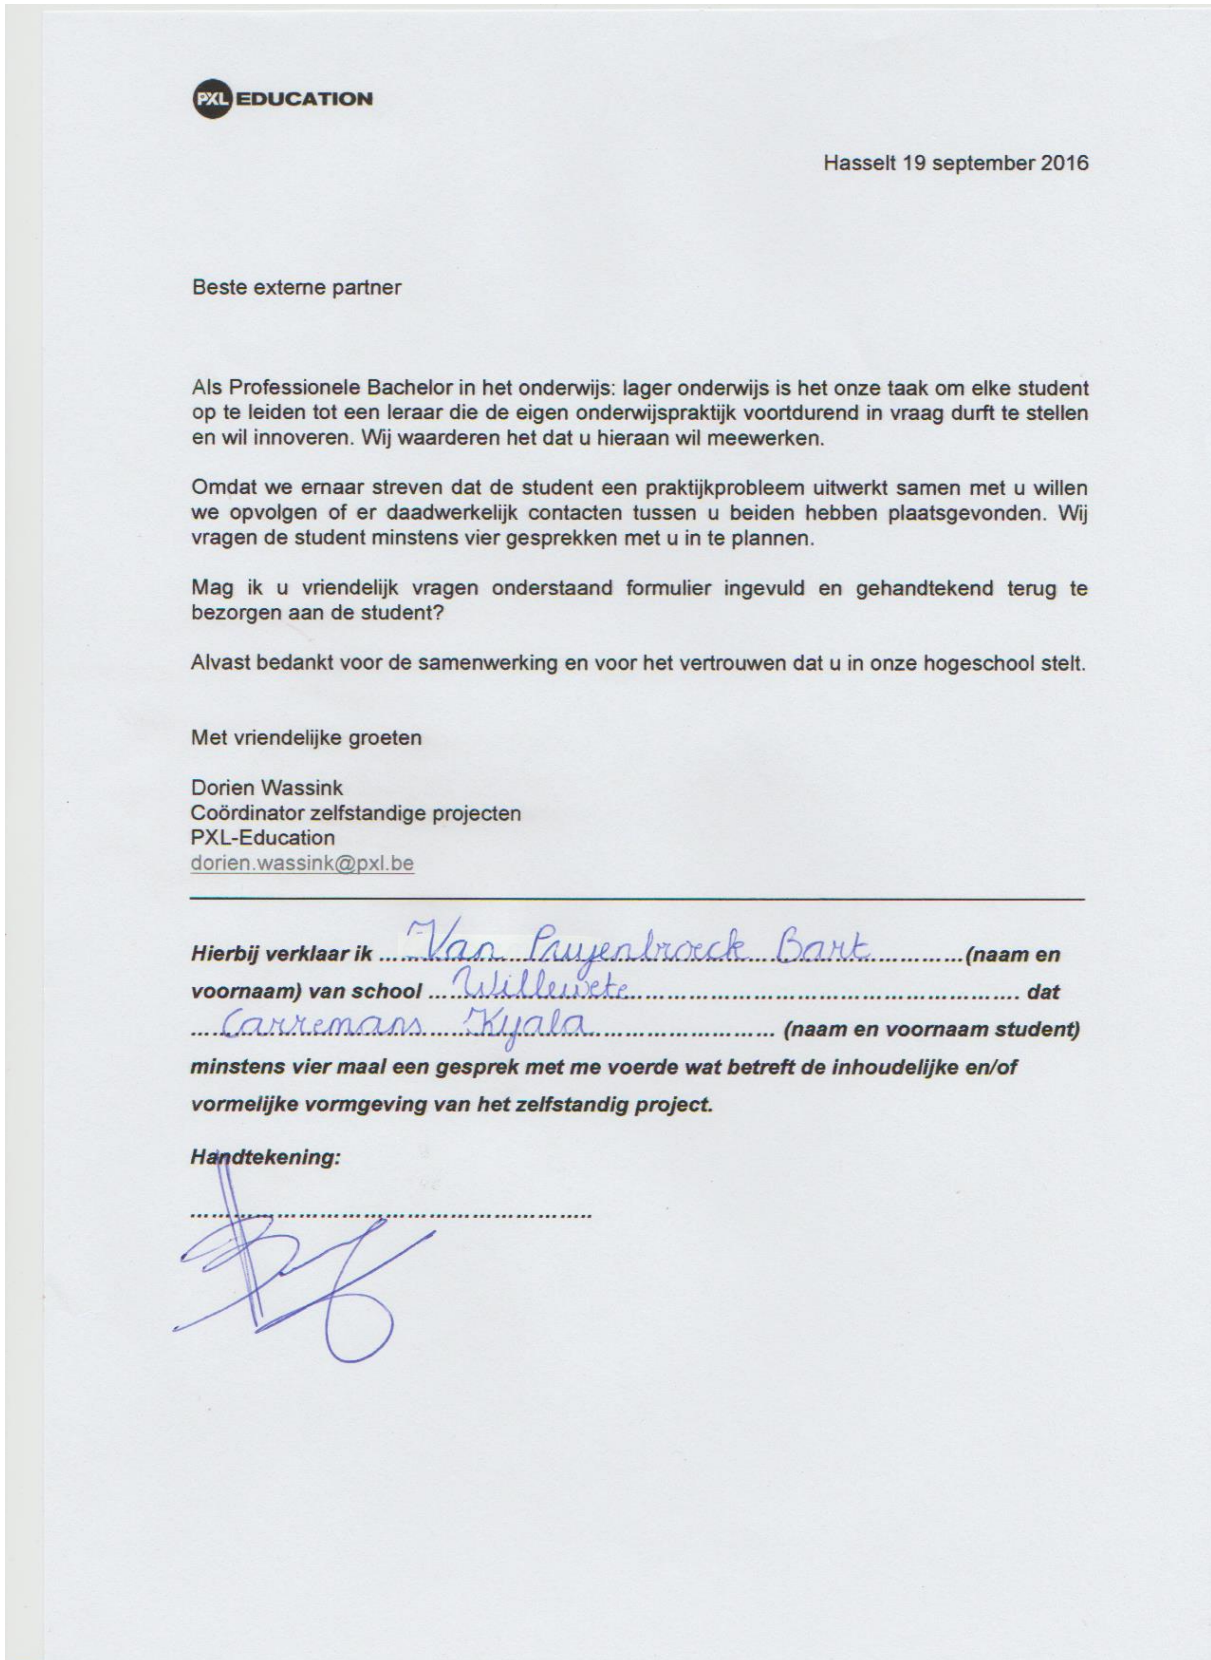 PXL EDUCATION
Hasselt 19 september 2016
Beste externe partner
Als Professionele Bachelor in het onderwijs: lager onderwijs is het onze taak om elke student
op te leiden tot een leraar die de eigen onderwijspraktijk voortdurend in vraag durft te stellen
en wil innoveren. Wij waarderen het dat u hieraan wil meewerken.
Omdat we ernaar streven dat de student een praktijkprobleem uitwerkt samen met u willen
we opvolgen of er daadwerkelijk contacten tussen u beiden hebben plaatsgevonden. Wij
vragen de student minstens vier gesprekken met u in te plannen.
Mag ik u vriendelijk vragen onderstaand formulier ingevuld en gehandtekend terug te
bezorgen aan de student?
Alvast bedankt voor de samenwerking en voor het vertrouwen dat u in onze hogeschool stelt.
Met vriendelijke groeten
Dorien Wassink
Coördinator zelfstandige projecten
PXL-Education
dorien.wassink@pxl.be
Hierbij verklaar ik Van Puyenbroeck Bart (naam en
voornaam) van school Willewete dat
Carremans Kyala (naam en voornaam student)
minstens vier maal een gesprek met me voerde wat betreft de inhoudelijke en/of
vormelijke vormgeving van het zelfstandig project.
Handtekening: